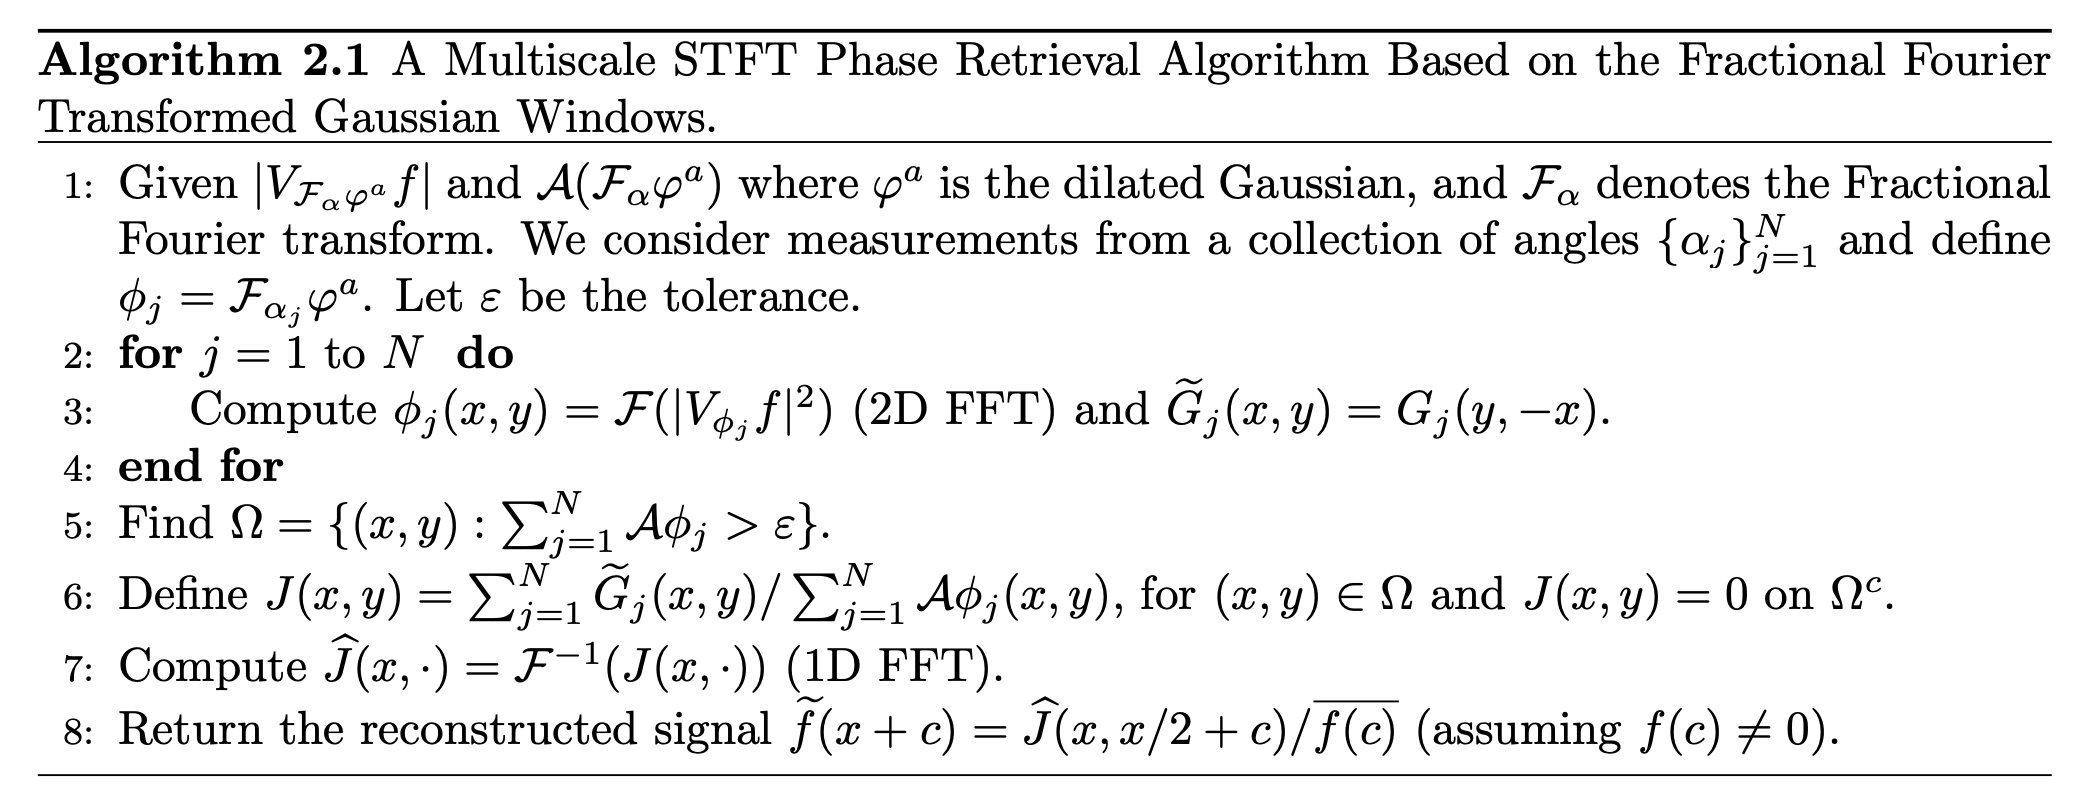 Algorithm 2.1 A Multiscale STFT Phase Retrieval Algorithm Based on the Fractional Fourier
Transformed Gaussian Windows.
1: Given $|V_{\mathcal{F}_\alpha \varphi^a} f|$ and $\mathcal{A}(\mathcal{F}_\alpha \varphi^a)$ where $\varphi^a$ is the dilated Gaussian, and $\mathcal{F}_\alpha$ denotes the Fractional
Fourier transform. We consider measurements from a collection of angles $\{\alpha_j\}_{j=1}^N$ and define
$\phi_j = \mathcal{F}_{\alpha_j} \varphi^a$. Let $\varepsilon$ be the tolerance.
2: for $j = 1$ to $N$ do
3: Compute $\phi_j(x, y) = \mathcal{F}(|V_{\phi_j} f|^2)$ (2D FFT) and $\widetilde{G}_j(x, y) = G_j(y, -x)$.
4: end for
5: Find $\Omega = \{(x, y) : \sum_{j=1}^N \mathcal{A}\phi_j > \varepsilon\}$.
6: Define $J(x, y) = \sum_{j=1}^N \widetilde{G}_j(x, y) / \sum_{j=1}^N \mathcal{A}\phi_j(x, y)$, for $(x, y) \in \Omega$ and $J(x, y) = 0$ on $\Omega^c$.
7: Compute $\widehat{J}(x, \cdot) = \mathcal{F}^{-1}(J(x, \cdot))$ (1D FFT).
8: Return the reconstructed signal $\widetilde{f}(x + c) = \widehat{J}(x, x/2 + c)/\overline{f(c)}$ (assuming $f(c) \neq 0$).